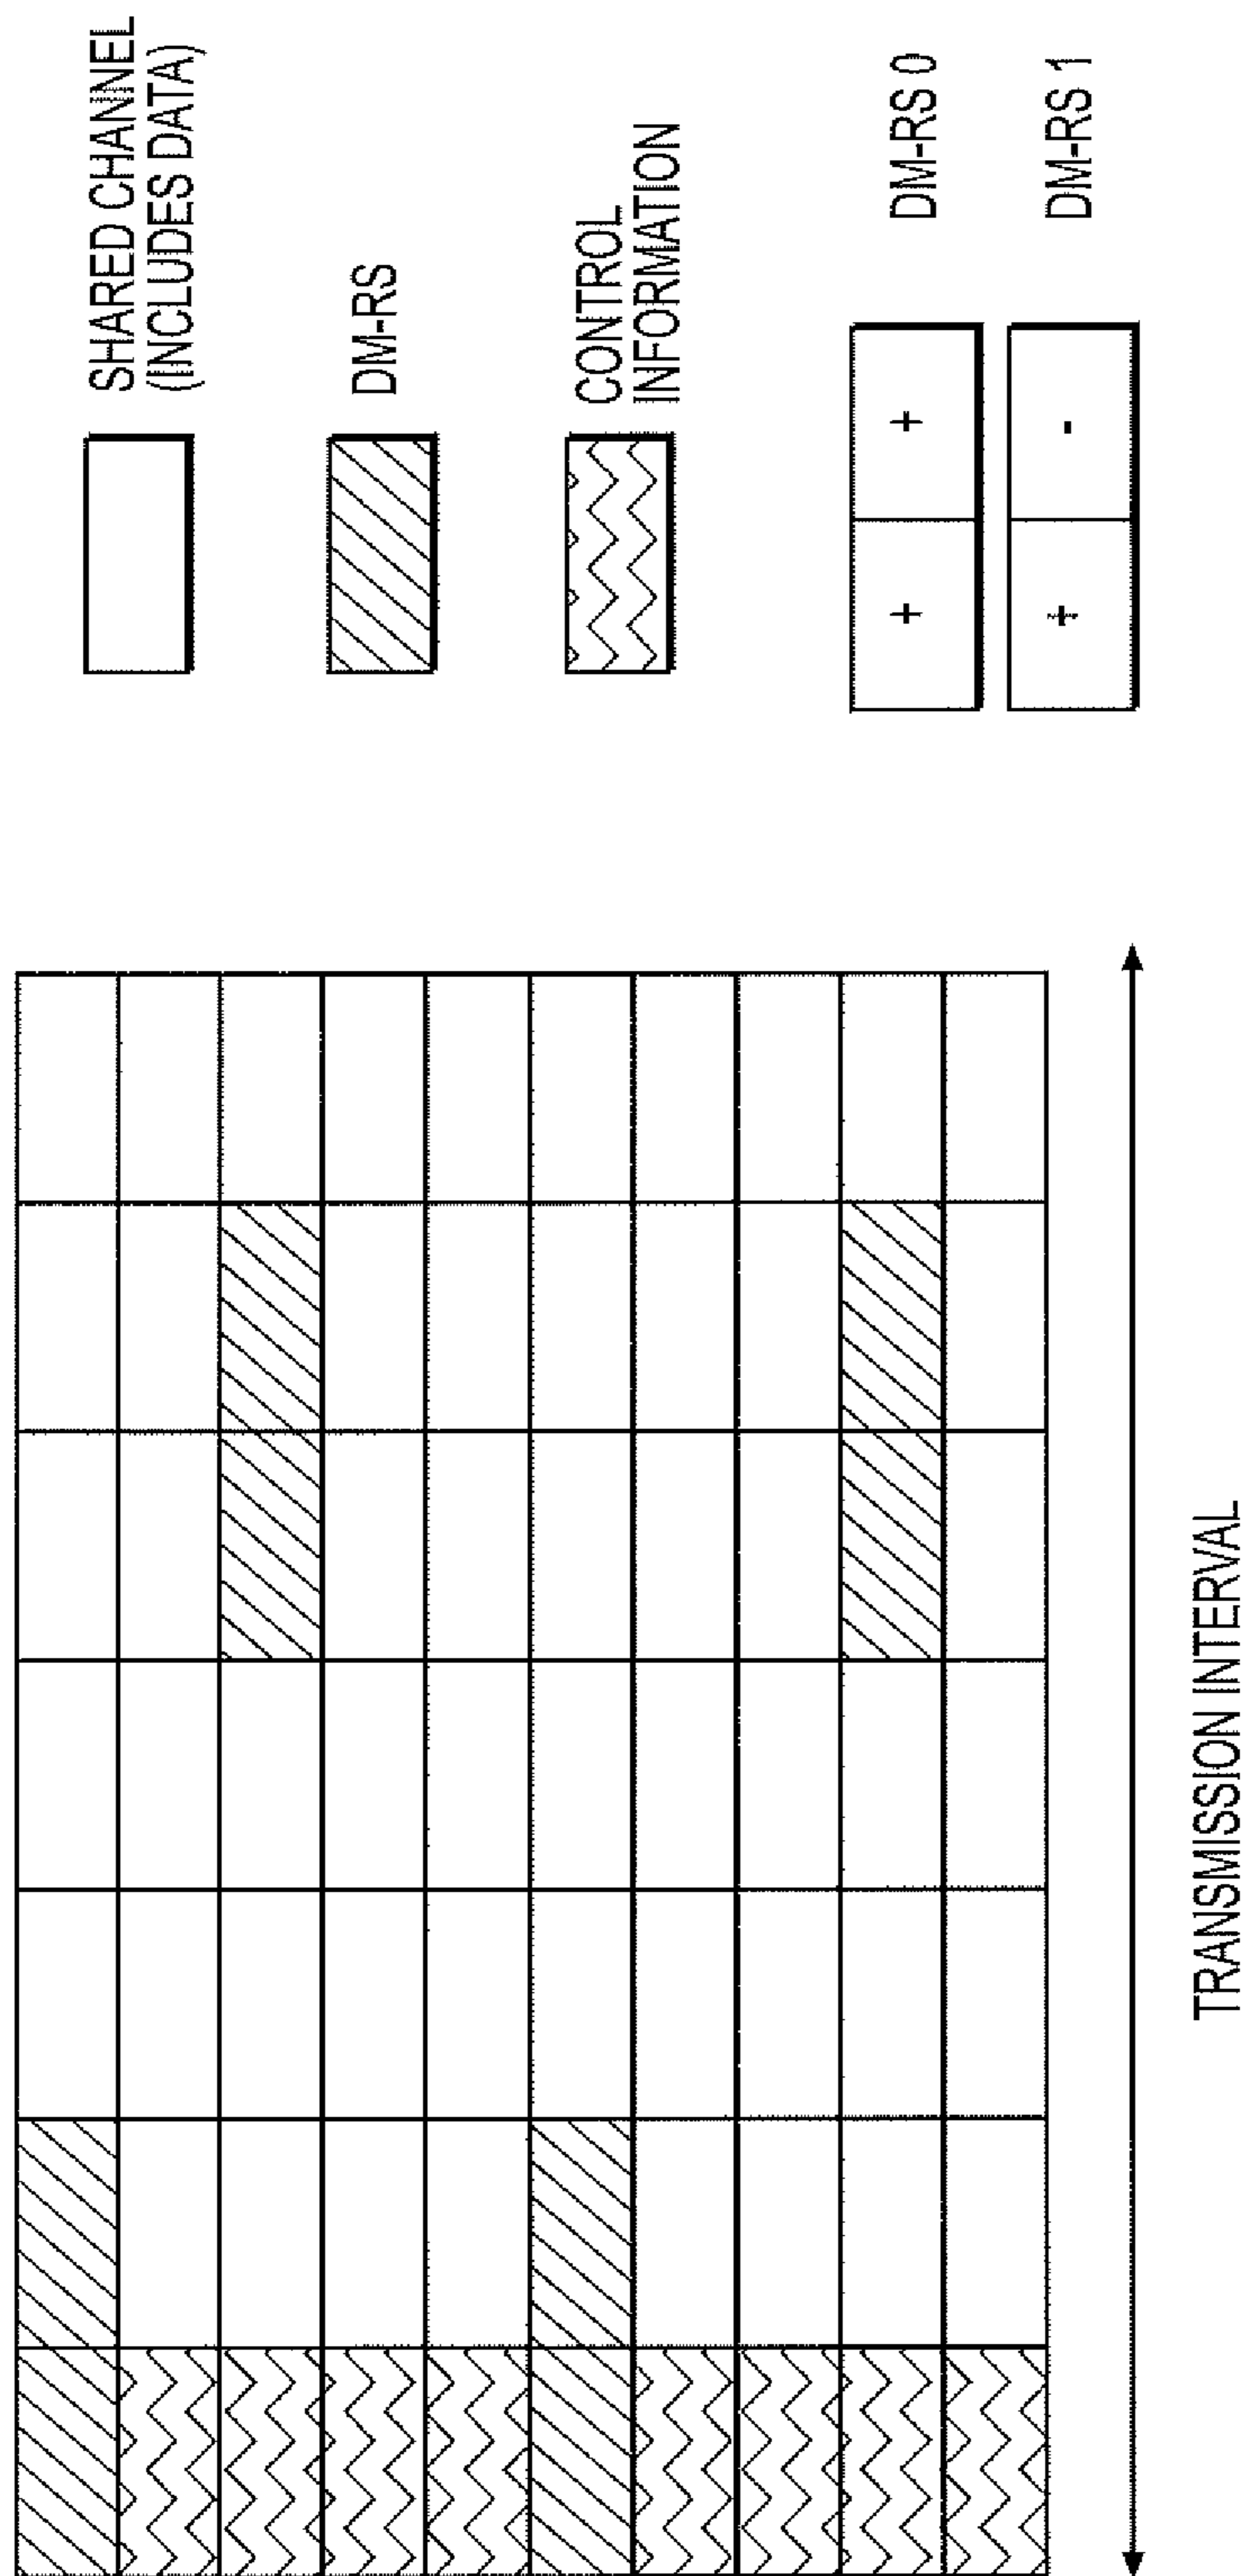 SHARED CHANNEL
(INCLUDES DATA)
DM-RS
CONTROL
INFORMATION
+ + DM-RS 0
+ - DM-RS 1
TRANSMISSION INTERVAL